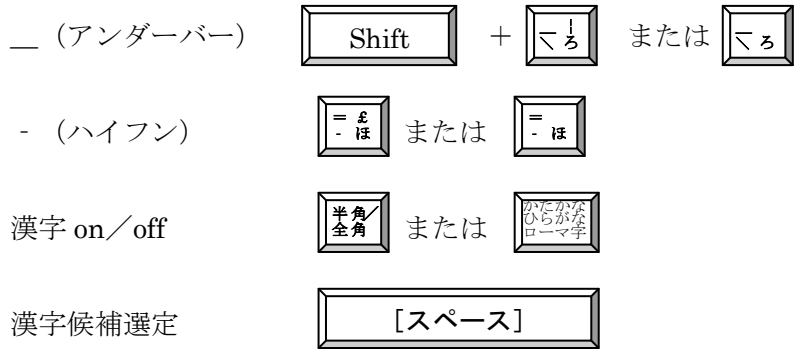 ＿（アンダーバー） Shift ＋ ＿ | \ ろ または ＿ \ ろ
-（ハイフン） = £ - ほ または = - ほ
漢字 on／off 半角／全角 または かたかな ひらがな ローマ字
漢字候補選定 [スペース]